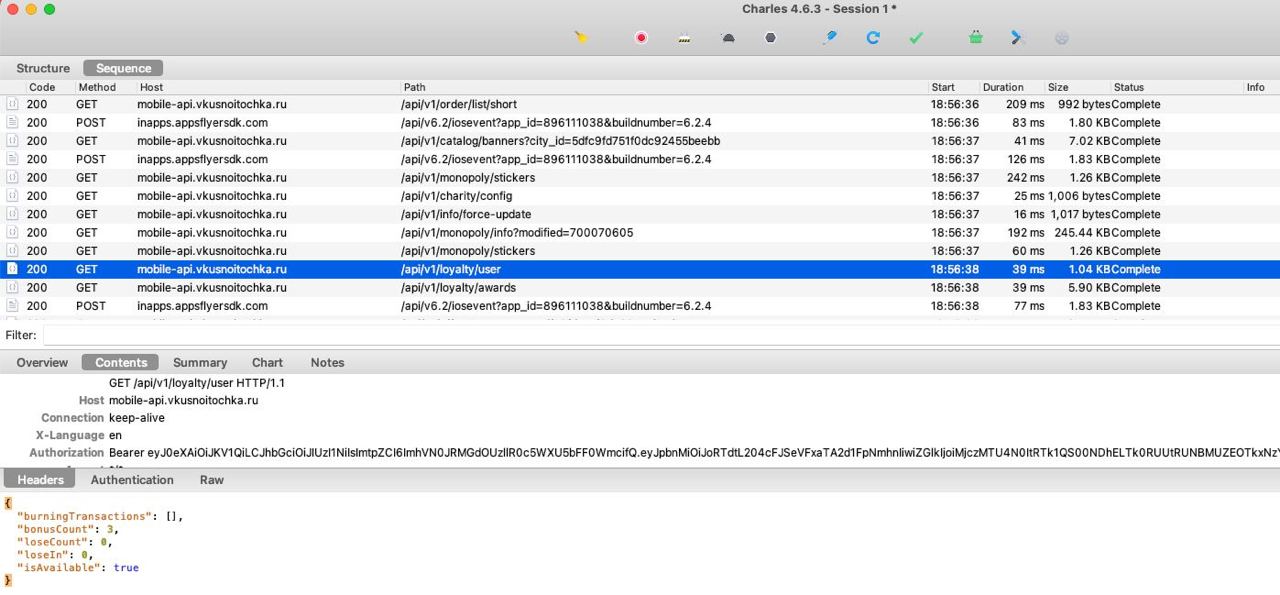 Charles 4.6.3 - Session 1 *
Structure Sequence
Code Method Host Path Start Duration Size Status Info
200 GET mobile-api.vkusnoitochka.ru /api/v1/order/list/short 18:56:36 209 ms 992 bytes Complete
200 POST inapps.appsflyersdk.com /api/v6.2/iosevent?app_id=896111038&buildnumber=6.2.4 18:56:36 83 ms 1.80 KB Complete
200 GET mobile-api.vkusnoitochka.ru /api/v1/catalog/banners?city_id=5dfc9fd751f0dc92455beebb 18:56:37 41 ms 7.02 KB Complete
200 POST inapps.appsflyersdk.com /api/v6.2/iosevent?app_id=896111038&buildnumber=6.2.4 18:56:37 126 ms 1.83 KB Complete
200 GET mobile-api.vkusnoitochka.ru /api/v1/monopoly/stickers 18:56:37 242 ms 1.26 KB Complete
200 GET mobile-api.vkusnoitochka.ru /api/v1/charity/config 18:56:37 25 ms 1,006 bytes Complete
200 GET mobile-api.vkusnoitochka.ru /api/v1/info/force-update 18:56:37 16 ms 1,017 bytes Complete
200 GET mobile-api.vkusnoitochka.ru /api/v1/monopoly/info?modified=700070605 18:56:37 192 ms 245.44 KB Complete
200 GET mobile-api.vkusnoitochka.ru /api/v1/monopoly/stickers 18:56:37 60 ms 1.26 KB Complete
200 GET mobile-api.vkusnoitochka.ru /api/v1/loyalty/user 18:56:38 39 ms 1.04 KB Complete
200 GET mobile-api.vkusnoitochka.ru /api/v1/loyalty/awards 18:56:38 39 ms 5.90 KB Complete
200 POST inapps.appsflyersdk.com /api/v6.2/iosevent?app_id=896111038&buildnumber=6.2.4 18:56:38 77 ms 1.83 KB Complete
Filter:
Overview Contents Summary Chart Notes
GET /api/v1/loyalty/user HTTP/1.1
Host mobile-api.vkusnoitochka.ru
Connection keep-alive
X-Language en
Authorization Bearer
Headers Authentication Raw
{
"burningTransactions": [],
"bonusCount": 3,
"loseCount": 0,
"loseIn": 0,
"isAvailable": true
}